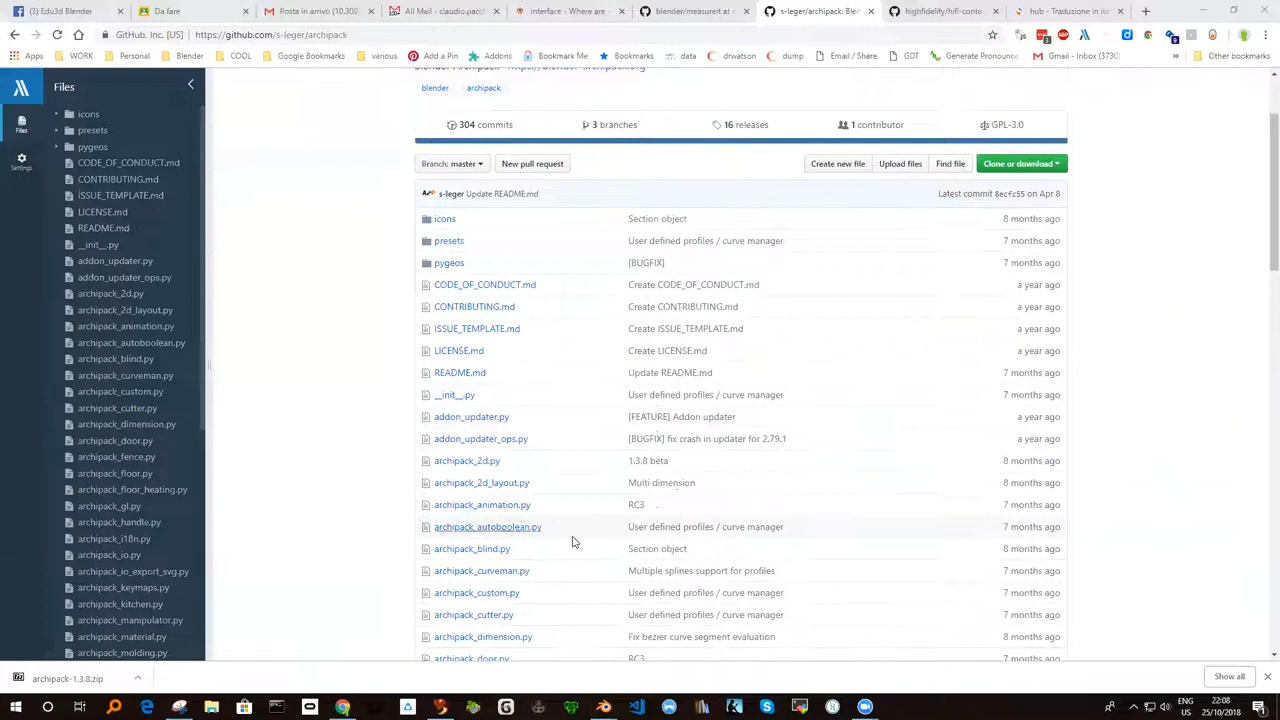 (3) Facebook
Da fare
Posta in arrivo (10.309
All Mail - claudio.pac
interface - Where are
blender/measureit at
s-leger/archipack: Ble
highfidelity/hifi-conte
hub - Traduzione in ita
GitHub, Inc. [US] https://github.com/s-leger/archipack
Apps WORK Personal COOL Google Bookmarks various Add a Pin Addons Bookmark Me Bookmarks data drwatson dump Email / Share GDT Generate Pronounce Gmail - Inbox (3730) » Other bookmarks
Files
Files
Settings
icons
presets
pygeos
CODE_OF_CONDUCT.md
CONTRIBUTING.md
ISSUE_TEMPLATE.md
LICENSE.md
README.md
__init__.py
addon_updater.py
addon_updater_ops.py
archipack_2d.py
archipack_2d_layout.py
archipack_animation.py
archipack_autoboolean.py
archipack_blind.py
archipack_curveman.py
archipack_custom.py
archipack_cutter.py
archipack_dimension.py
archipack_door.py
archipack_fence.py
archipack_floor.py
archipack_floor_heating.py
archipack_gl.py
archipack_handle.py
archipack_i18n.py
archipack_io.py
archipack_io_export_svg.py
archipack_keymaps.py
archipack_kitchen.py
archipack_manipulator.py
archipack_material.py
archipack_molding.py
Blender Archipack https://blender-archipack.org
blender archipack
304 commits 3 branches 16 releases 1 contributor GPL-3.0
Branch: master New pull request Create new file Upload files Find file Clone or download
s-leger Update README.md Latest commit 8ecfc55 on Apr 8
icons Section object 8 months ago
presets User defined profiles / curve manager 7 months ago
pygeos [BUGFIX] 7 months ago
CODE_OF_CONDUCT.md Create CODE_OF_CONDUCT.md a year ago
CONTRIBUTING.md Create CONTRIBUTING.md a year ago
ISSUE_TEMPLATE.md Create ISSUE_TEMPLATE.md a year ago
LICENSE.md Create LICENSE.md a year ago
README.md Update README.md 7 months ago
__init__.py User defined profiles / curve manager 7 months ago
addon_updater.py [FEATURE] Addon updater a year ago
addon_updater_ops.py [BUGFIX] fix crash in updater for 2.79.1 a year ago
archipack_2d.py 1.3.8 beta 8 months ago
archipack_2d_layout.py Multi dimension 8 months ago
archipack_animation.py RC3 7 months ago
archipack_autoboolean.py User defined profiles / curve manager 7 months ago
archipack_blind.py Section object 8 months ago
archipack_curveman.py Multiple splines support for profiles 7 months ago
archipack_custom.py User defined profiles / curve manager 7 months ago
archipack_cutter.py User defined profiles / curve manager 7 months ago
archipack_dimension.py Fix bezier curve segment evaluation 8 months ago
archipack_door.py RC3 7 months ago
archipack-1.3.8.zip
Show all
ENG
US
22:08
25/10/2018